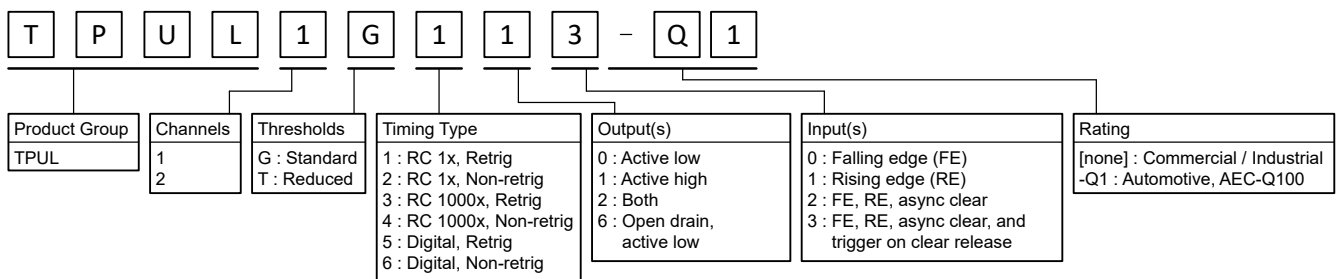 T P U L 1 G 1 1 3 – Q 1
Product Group
TPUL
Channels
1
2
Thresholds
G : Standard
T : Reduced
Timing Type
1 : RC 1x, Retrig
2 : RC 1x, Non-retrig
3 : RC 1000x, Retrig
4 : RC 1000x, Non-retrig
5 : Digital, Retrig
6 : Digital, Non-retrig
Output(s)
0 : Active low
1 : Active high
2 : Both
6 : Open drain,
active low
Input(s)
0 : Falling edge (FE)
1 : Rising edge (RE)
2 : FE, RE, async clear
3 : FE, RE, async clear, and
trigger on clear release
Rating
[none] : Commercial / Industrial
-Q1 : Automotive, AEC-Q100